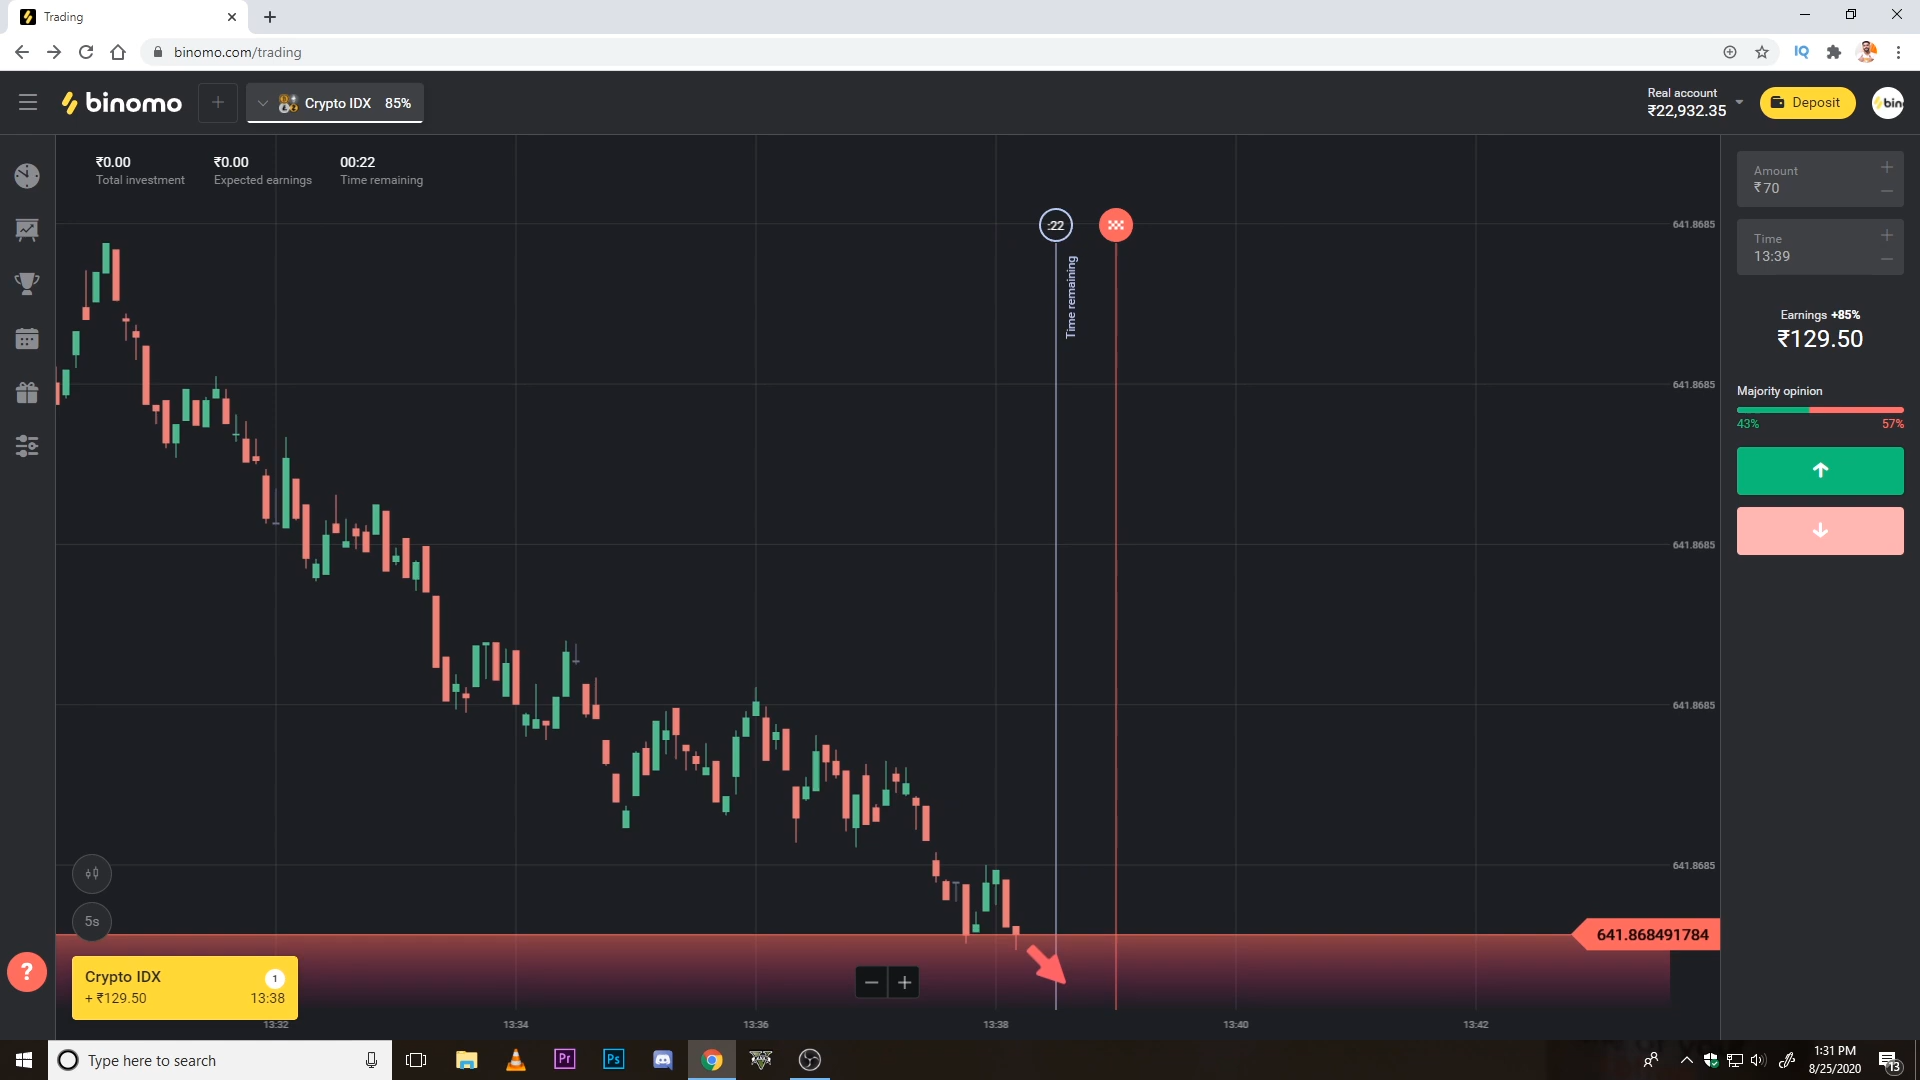 Trading
binomo.com/trading
IQ
binomo
Crypto IDX 85%
Real account
₹22,932.35
Deposit
bin
₹0.00
Total investment
₹0.00
Expected earnings
00:22
Time remaining
:22
Time remaining
641.8685
641.8685
641.8685
641.8685
641.8685
641.868491784
Amount
₹70
Time
13:39
Earnings +85%
₹129.50
Majority opinion
43% 57%
5s
?
Crypto IDX 1
+ ₹129.50 13:38
13:32 13:34 13:36 13:38 13:40 13:42
Type here to search
Pr
Ps
1:31 PM
8/25/2020
13